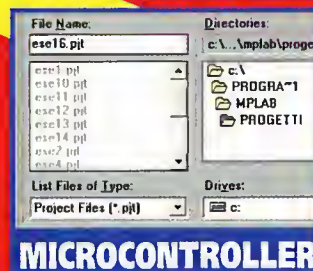 File Name:
ese16.pjt
ese1.pjt
ese10.pjt
ese11.pjt
ese12.pjt
ese13.pjt
ese14.pjt
ese2.pjt
ese4.pjt
List Files of Type:
Project Files (*.pjt)
Directories:
c:\...\mplab\proge
c:\
PROGRA~1
MPLAB
PROGETTI
Drives:
c:
MICROCONTROLLER